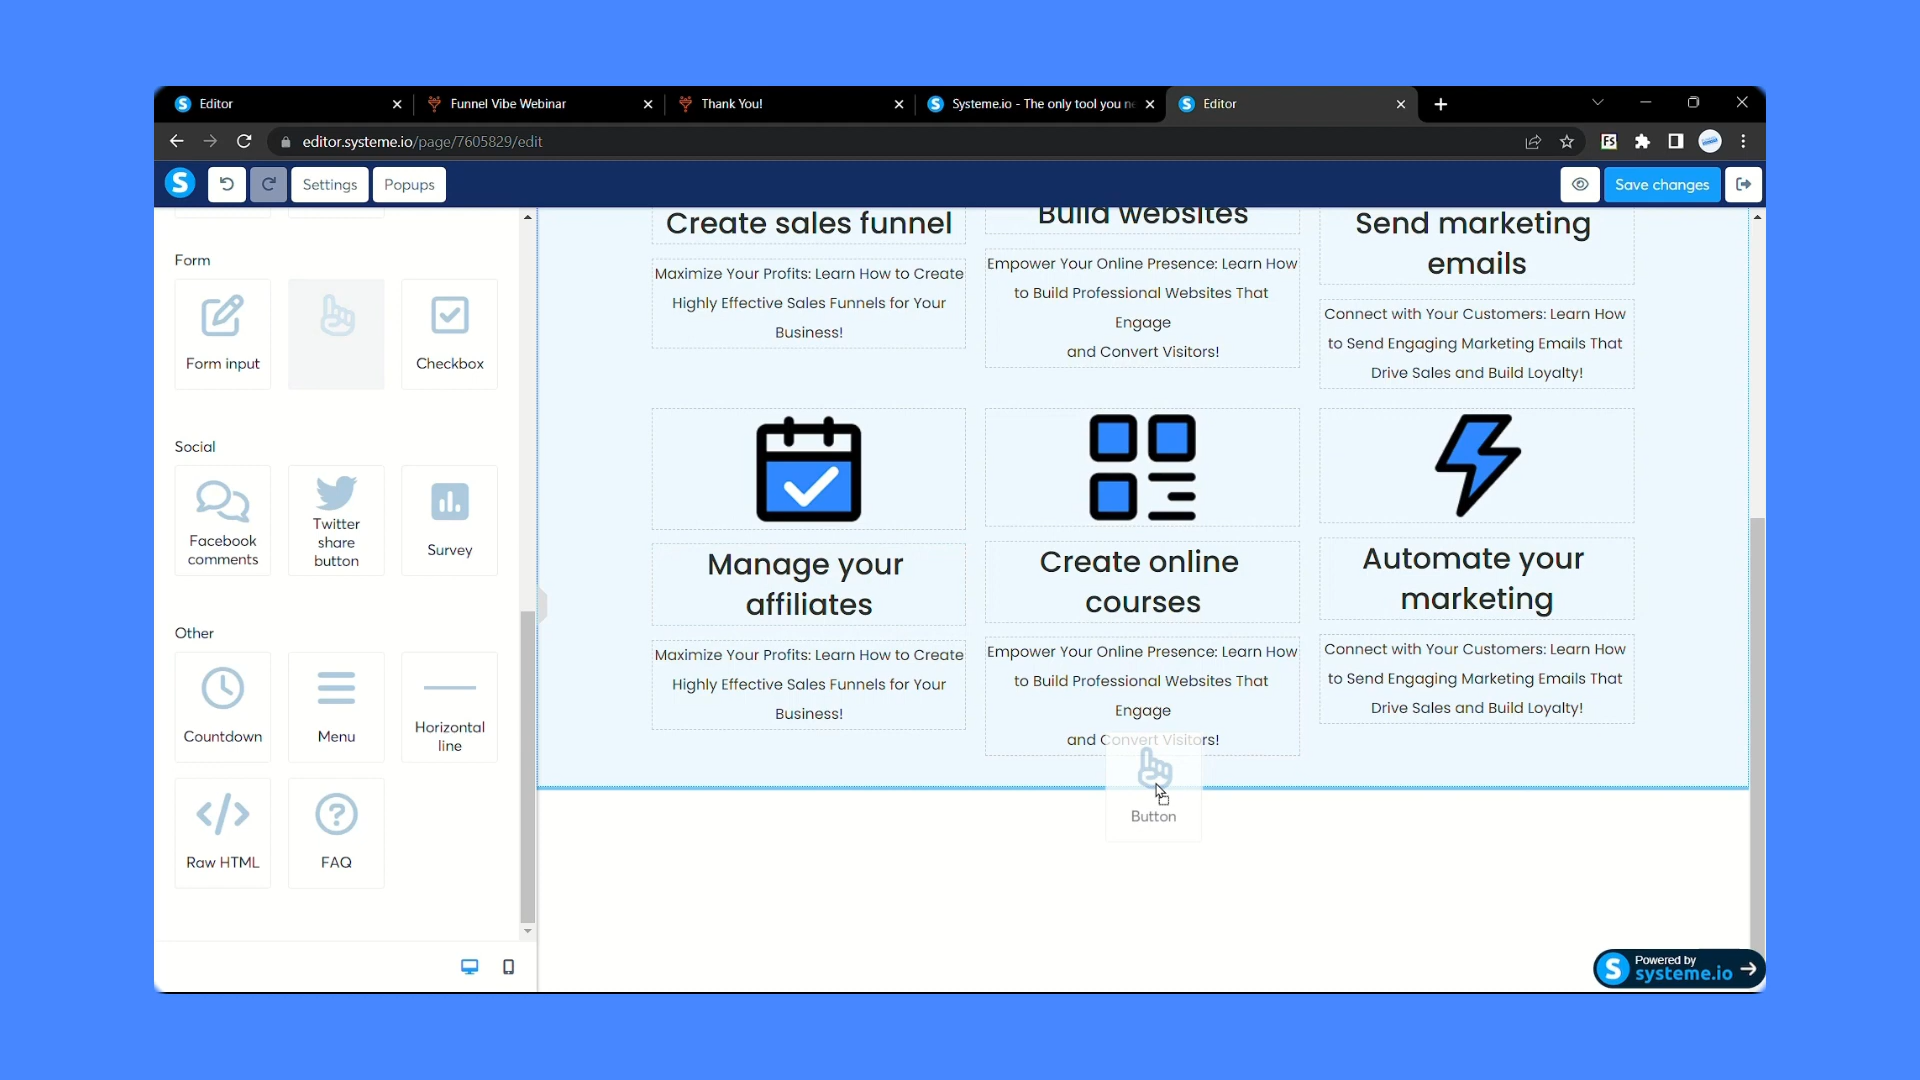 Editor
Funnel Vibe Webinar
Thank You!
Systeme.io - The only tool you ne
Editor
editor.systeme.io/page/7605829/edit
FS
S
Settings
Popups
Save changes
Form
Form input
Checkbox
Social
Facebook
comments
Twitter
share
button
Survey
Other
Countdown
Menu
Horizontal
line
Raw HTML
FAQ
Create sales funnel
Maximize Your Profits: Learn How to Create
Highly Effective Sales Funnels for Your
Business!
Build websites
Empower Your Online Presence: Learn How
to Build Professional Websites That
Engage
and Convert Visitors!
Send marketing
emails
Connect with Your Customers: Learn How
to Send Engaging Marketing Emails That
Drive Sales and Build Loyalty!
Manage your
affiliates
Maximize Your Profits: Learn How to Create
Highly Effective Sales Funnels for Your
Business!
Create online
courses
Empower Your Online Presence: Learn How
to Build Professional Websites That
Engage
and Convert Visitors!
Automate your
marketing
Connect with Your Customers: Learn How
to Send Engaging Marketing Emails That
Drive Sales and Build Loyalty!
Button
S
Powered by
systeme.io